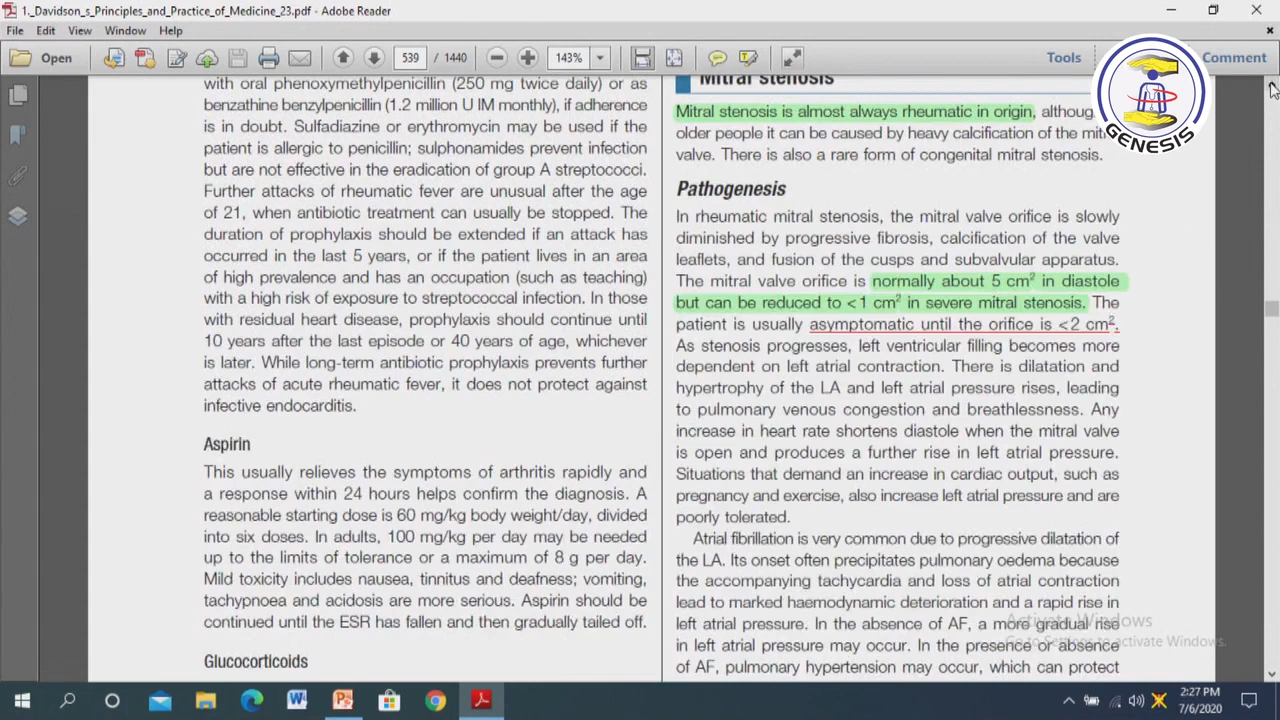 1._Davidson_s_Principles_and_Practice_of_Medicine_23.pdf - Adobe Reader
File Edit View Window Help
Open
539 / 1440
143%
Tools
Comment
GENESIS
with oral phenoxymethylpenicillin (250 mg twice daily) or as
benzathine benzylpenicillin (1.2 million U IM monthly), if adherence
is in doubt. Sulfadiazine or erythromycin may be used if the
patient is allergic to penicillin; sulphonamides prevent infection
but are not effective in the eradication of group A streptococci.
Further attacks of rheumatic fever are unusual after the age
of 21, when antibiotic treatment can usually be stopped. The
duration of prophylaxis should be extended if an attack has
occurred in the last 5 years, or if the patient lives in an area
of high prevalence and has an occupation (such as teaching)
with a high risk of exposure to streptococcal infection. In those
with residual heart disease, prophylaxis should continue until
10 years after the last episode or 40 years of age, whichever
is later. While long-term antibiotic prophylaxis prevents further
attacks of acute rheumatic fever, it does not protect against
infective endocarditis.
Aspirin
This usually relieves the symptoms of arthritis rapidly and
a response within 24 hours helps confirm the diagnosis. A
reasonable starting dose is 60 mg/kg body weight/day, divided
into six doses. In adults, 100 mg/kg per day may be needed
up to the limits of tolerance or a maximum of 8 g per day.
Mild toxicity includes nausea, tinnitus and deafness; vomiting,
tachypnoea and acidosis are more serious. Aspirin should be
continued until the ESR has fallen and then gradually tailed off.
Glucocorticoids
Mitral stenosis
Mitral stenosis is almost always rheumatic in origin, althoug
older people it can be caused by heavy calcification of the mit
valve. There is also a rare form of congenital mitral stenosis.
Pathogenesis
In rheumatic mitral stenosis, the mitral valve orifice is slowly
diminished by progressive fibrosis, calcification of the valve
leaflets, and fusion of the cusps and subvalvular apparatus.
The mitral valve orifice is normally about 5 cm² in diastole
but can be reduced to <1 cm² in severe mitral stenosis. The
patient is usually asymptomatic until the orifice is <2 cm².
As stenosis progresses, left ventricular filling becomes more
dependent on left atrial contraction. There is dilatation and
hypertrophy of the LA and left atrial pressure rises, leading
to pulmonary venous congestion and breathlessness. Any
increase in heart rate shortens diastole when the mitral valve
is open and produces a further rise in left atrial pressure.
Situations that demand an increase in cardiac output, such as
pregnancy and exercise, also increase left atrial pressure and are
poorly tolerated.
Atrial fibrillation is very common due to progressive dilatation of
the LA. Its onset often precipitates pulmonary oedema because
the accompanying tachycardia and loss of atrial contraction
lead to marked haemodynamic deterioration and a rapid rise in
left atrial pressure. In the absence of AF, a more gradual rise
in left atrial pressure may occur. In the presence or absence
of AF, pulmonary hypertension may occur, which can protect
Activate Windows
Go to Settings to activate Windows.
2:27 PM
7/6/2020